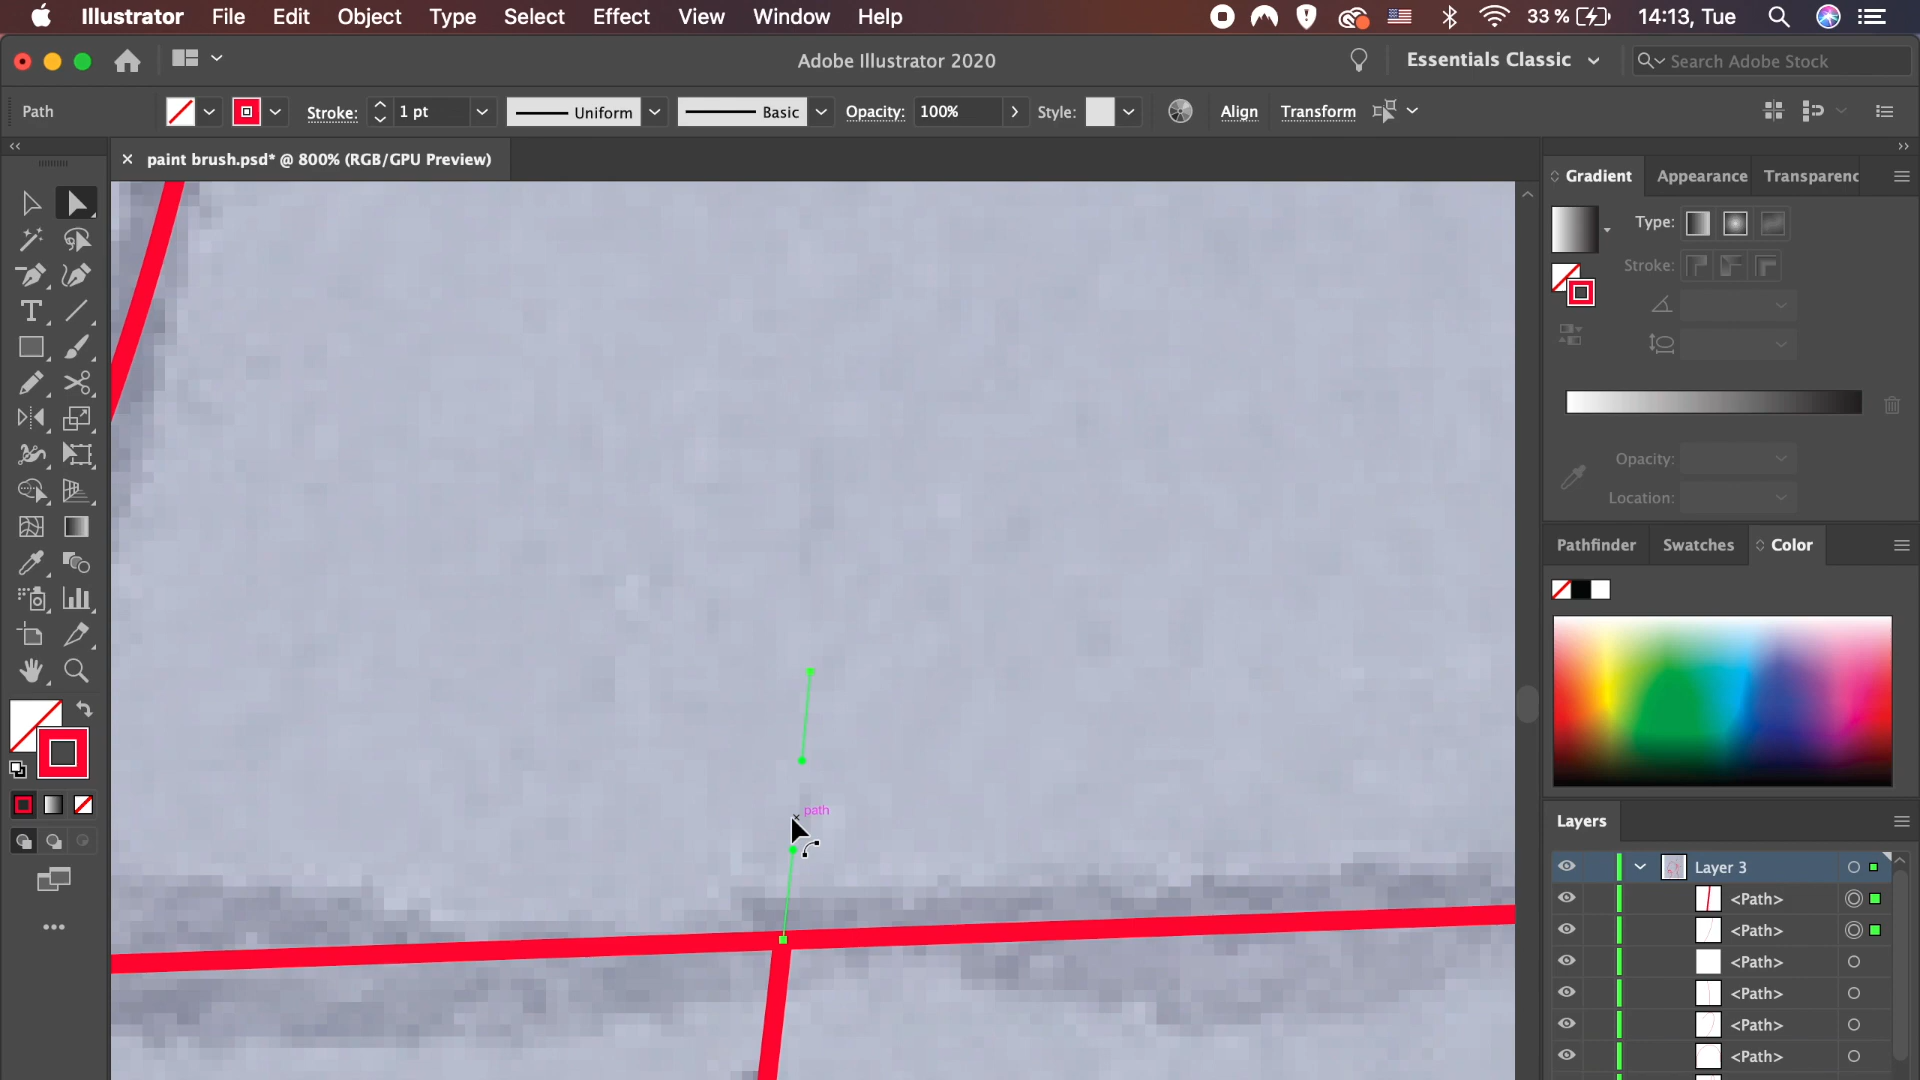 Illustrator File Edit Object Type Select Effect View Window Help 33 % 14:13, Tue
Adobe Illustrator 2020 Essentials Classic Search Adobe Stock
Path Stroke: 1 pt Uniform Basic Opacity: 100% Style: Align Transform
paint brush.psd* @ 800% (RGB/GPU Preview)
Gradient Appearance Transparenc
Type:
Stroke:
Opacity:
Location:
Pathfinder Swatches Color
path
Layers
Layer 3
<Path>
<Path>
<Path>
<Path>
<Path>
<Path>